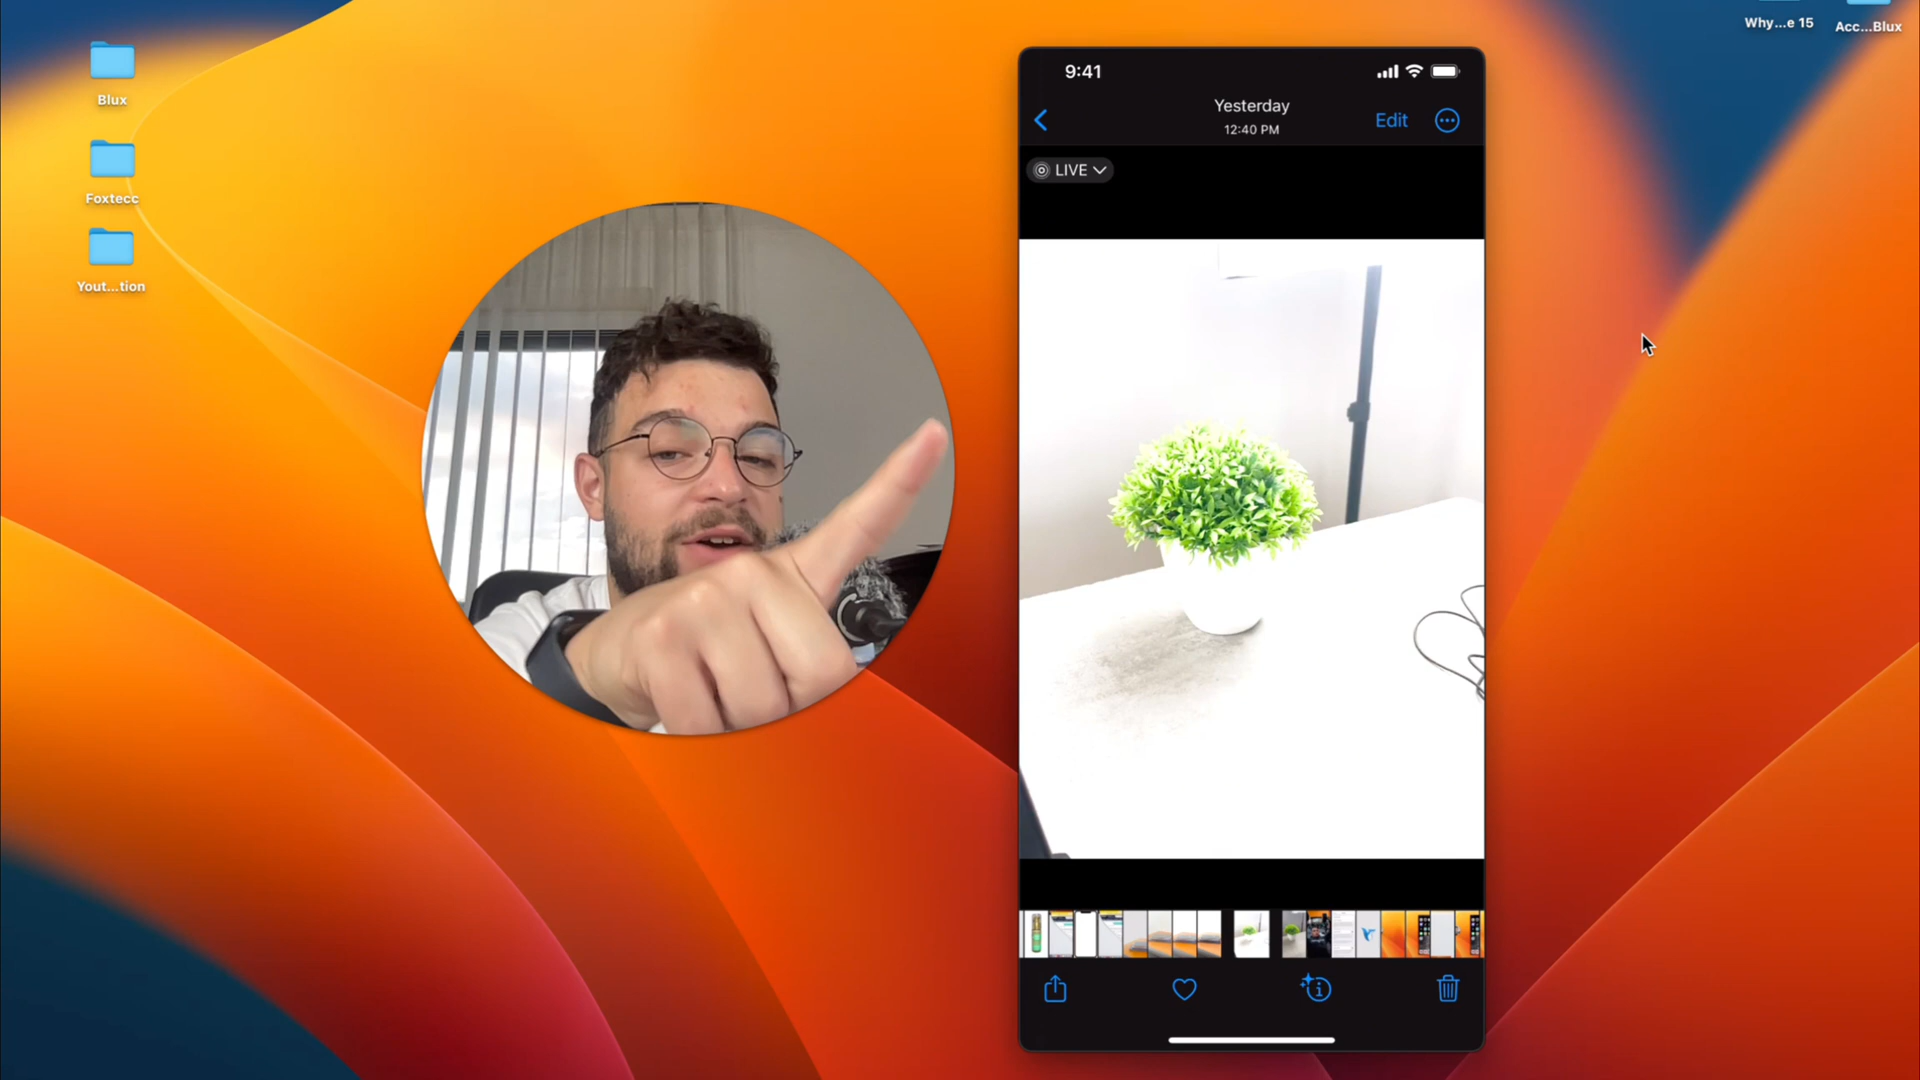 Blux
Foxtecc
Yout...tion
Why...e 15
Acc...Blux
9:41
Yesterday
12:40 PM
Edit
LIVE